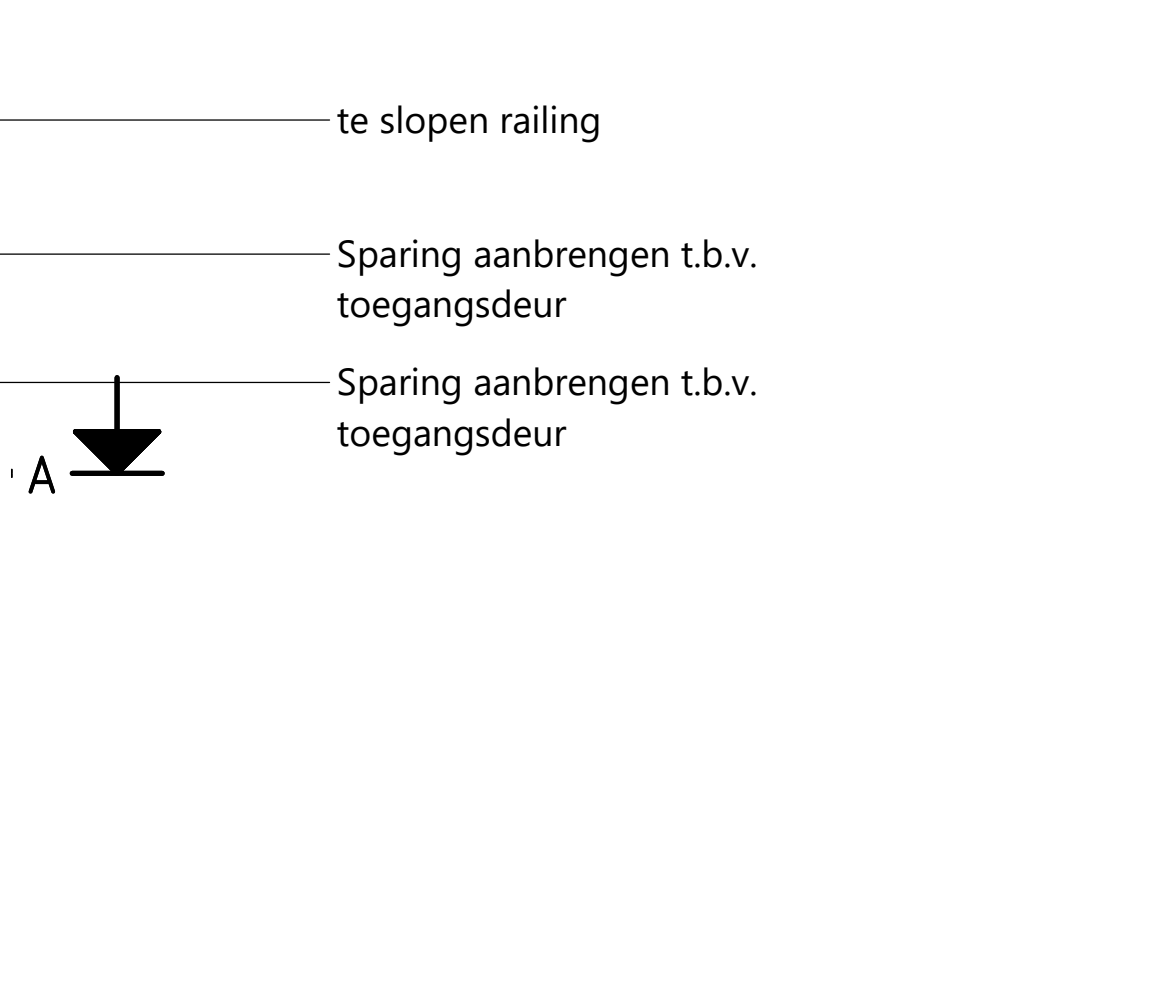 te slopen railing
Sparing aanbrengen t.b.v.
toegangsdeur
Sparing aanbrengen t.b.v.
toegangsdeur
A